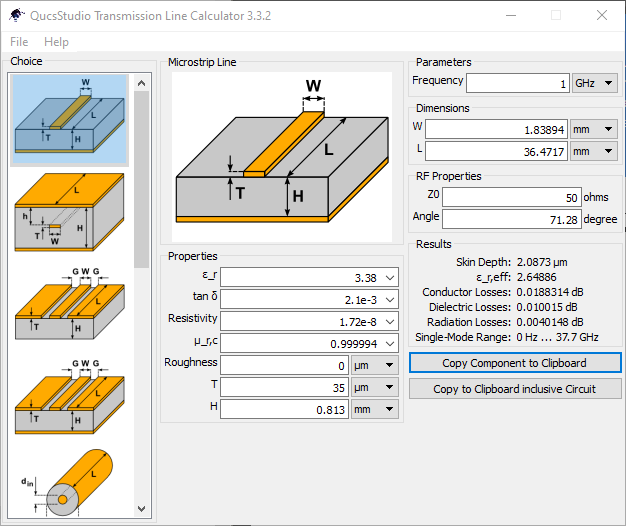 QucsStudio Transmission Line Calculator 3.3.2
File Help
Choice
W
L
T
H
L
h
H
T
W
G W G
L
T
H
G W G
L
T
H
L
d in
Microstrip Line
W
L
T
H
Properties
ε_r 3.38
tan δ 2.1e-3
Resistivity 1.72e-8
μ_r,c 0.999994
Roughness 0 μm
T 35 μm
H 0.813 mm
Parameters
Frequency 1 GHz
Dimensions
W 1.83894 mm
L 36.4717 mm
RF Properties
Z0 50 ohms
Angle 71.28 degree
Results
Skin Depth: 2.0873 μm
ε_r,eff: 2.64886
Conductor Losses: 0.0188314 dB
Dielectric Losses: 0.010015 dB
Radiation Losses: 0.0040148 dB
Single-Mode Range: 0 Hz ... 37.7 GHz
Copy Component to Clipboard
Copy to Clipboard inclusive Circuit